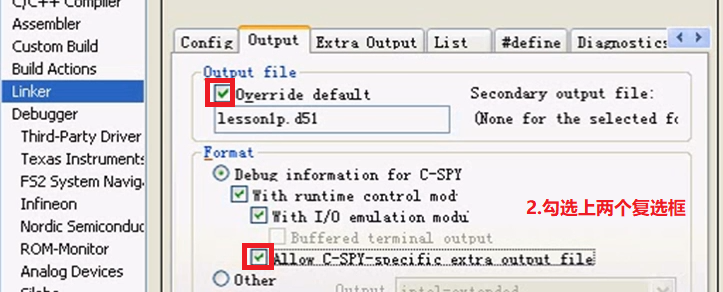 C/C++ Compiler
Assembler
Custom Build
Build Actions
Linker
Debugger
Third-Party Driver
Texas Instruments
FS2 System Navig
Infineon
Nordic Semiconduc
ROM-Monitor
Analog Devices
Silabs
Config Output Extra Output List #define Diagnostics
Output file
Override default
Secondary output file:
lesson1p.d51
(None for the selected fo
Format
Debug information for C-SPY
With runtime control mod
With I/O emulation modu
Buffered terminal output
Allow C-SPY-specific extra output file
Other
Output
intel-extended
2.勾选上两个复选框